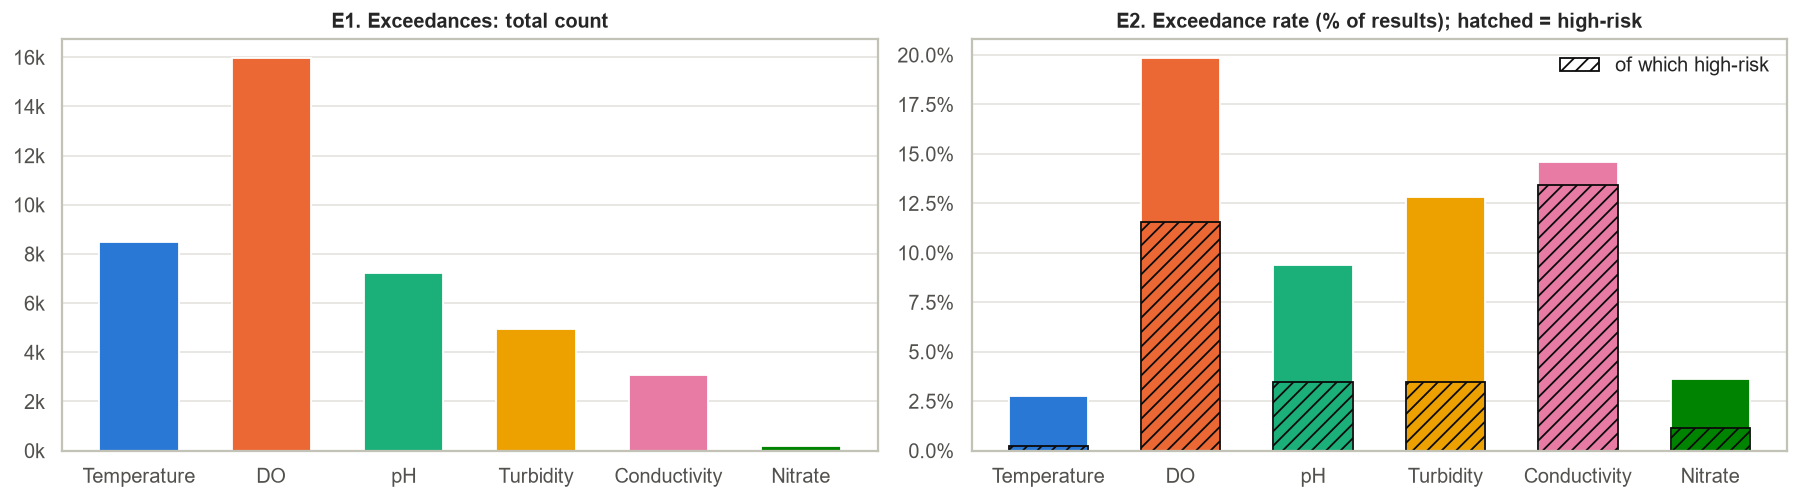 E1. Exceedances: total count
16k
14k
12k
10k
8k
6k
4k
2k
0k
Temperature DO pH Turbidity Conductivity Nitrate
E2. Exceedance rate (% of results); hatched = high-risk
of which high-risk
20.0%
17.5%
15.0%
12.5%
10.0%
7.5%
5.0%
2.5%
0.0%
Temperature DO pH Turbidity Conductivity Nitrate